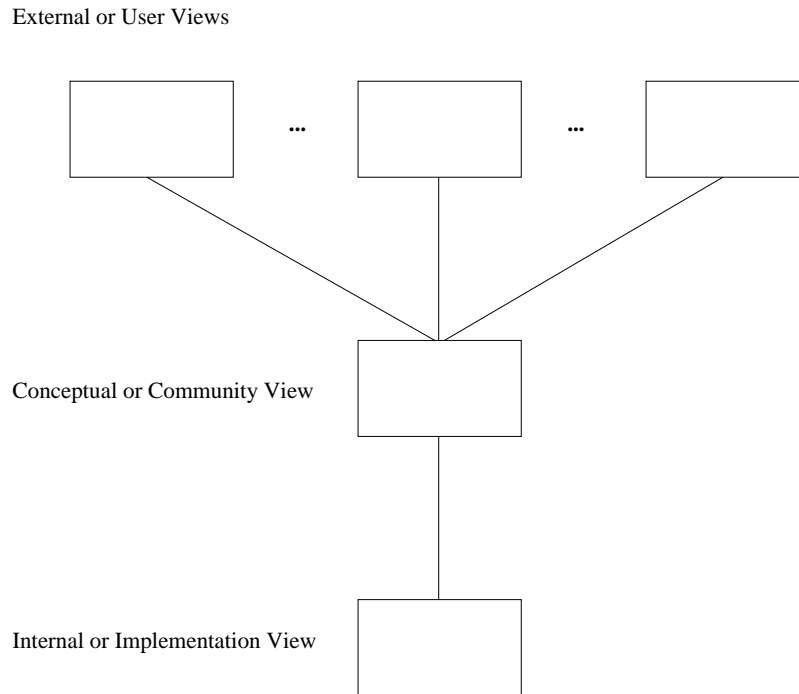 External or User Views
... ...
Conceptual or Community View
Internal or Implementation View